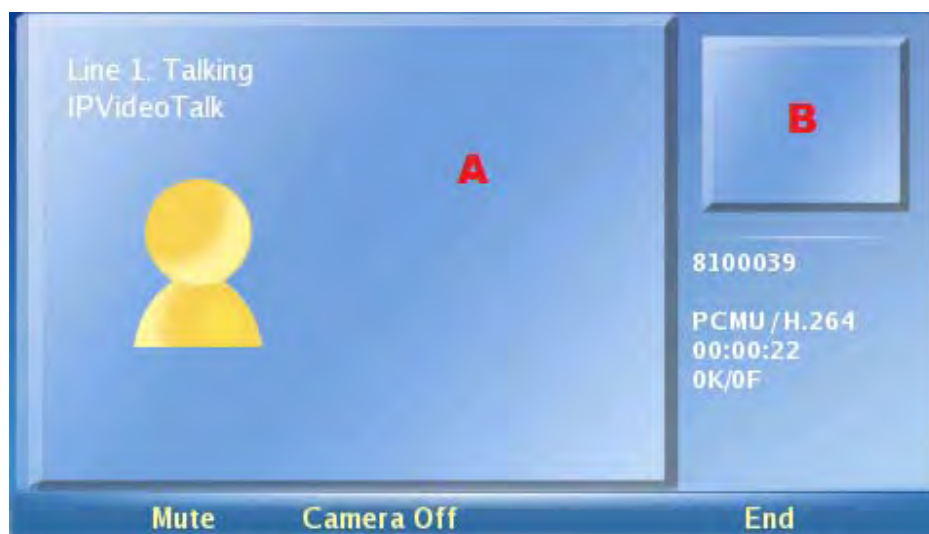 Line 1: Talking
IPVideoTalk
A
B
8100039
PCMU/H.264
00:00:22
0K/0F
Mute Camera Off End